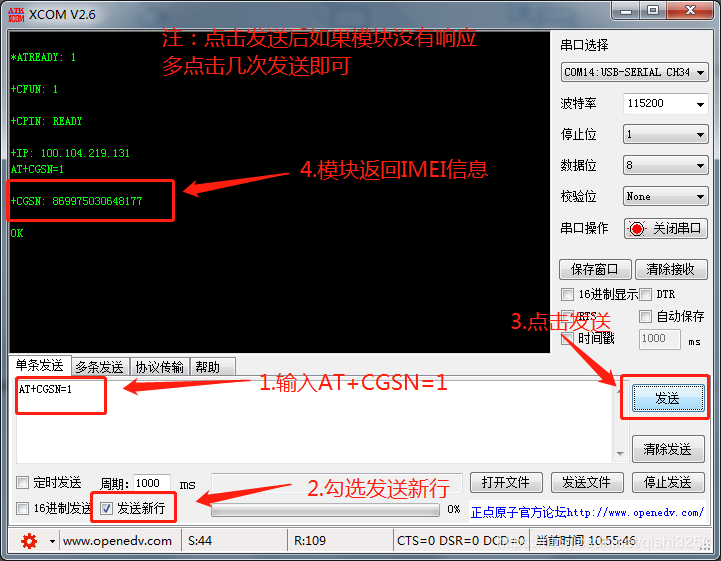 ATK XCOM XCOM V2.6
注：点击发送后如果模块没有响应
多点击几次发送即可
*ATREADY: 1
+CFUN: 1
+CPIN: READY
+IP: 100.104.219.131
AT+CGSN=1
+CGSN: 869975030648177
OK
4.模块返回IMEI信息
串口选择
COM14:USB-SERIAL CH34
波特率 115200
停止位 1
数据位 8
校验位 None
串口操作 关闭串口
保存窗口 清除接收
16进制显示 DTR
RTS 自动保存
时间戳 1000 ms
3.点击发送
单条发送 多条发送 协议传输 帮助
AT+CGSN=1
1.输入AT+CGSN=1
发送
清除发送
定时发送 周期: 1000 ms 打开文件 发送文件 停止发送
2.勾选发送新行
16进制发送 发送新行 0% 正点原子官方论坛http://www.openedv.com/
www.openedv.com S:44 R:109 CTS=0 DSR=0 DCD=0 当前时间 10:55:46